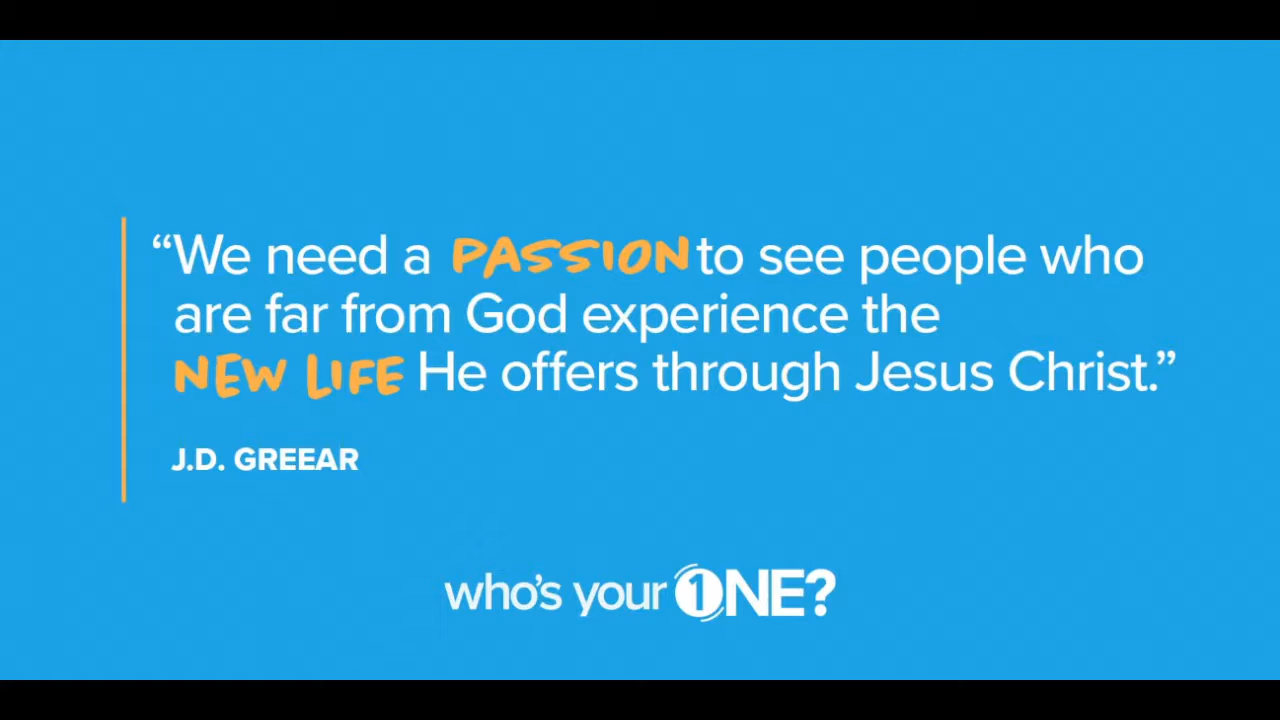 “We need a PASSION to see people who
are far from God experience the
NEW LIFE He offers through Jesus Christ.”
J.D. GREEAR
who's your 1NE?